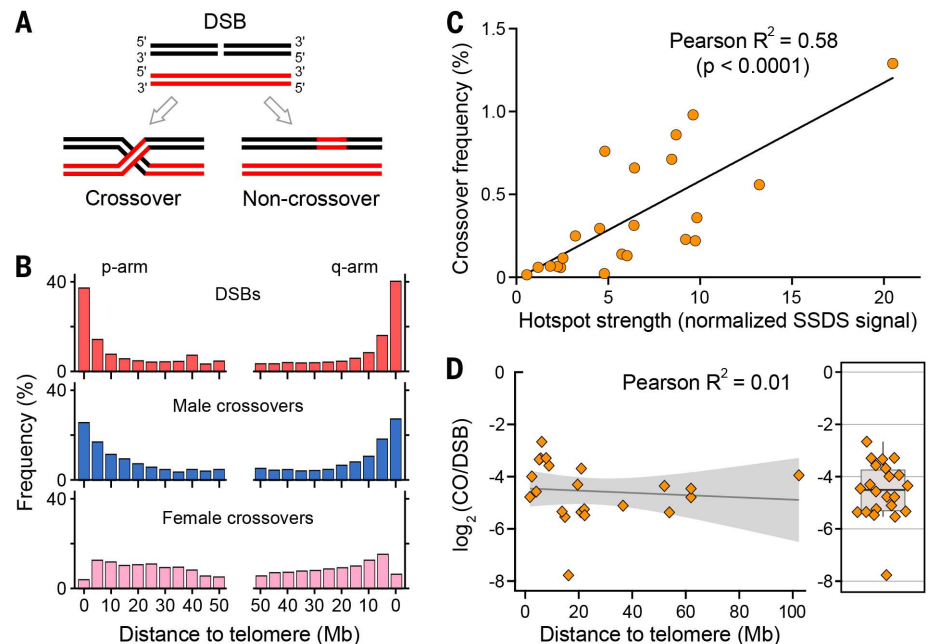 A
DSB
5'
3'
3'
5'
5'
3'
3'
5'
Crossover
Non-crossover
B
p-arm
q-arm
DSBs
Male crossovers
Female crossovers
40
0
40
0
40
0
Frequency (%)
0 10 20 30 40 50
50 40 30 20 10 0
Distance to telomere (Mb)
C
Pearson R² = 0.58
(p < 0.0001)
1.5
1.0
0.5
0
Crossover frequency (%)
0 5 10 15 20
Hotspot strength (normalized SSDS signal)
D
Pearson R² = 0.01
0
-2
-4
-6
-8
log₂ (CO/DSB)
0 20 40 60 80 100
Distance to telomere (Mb)
0
-2
-4
-6
-8